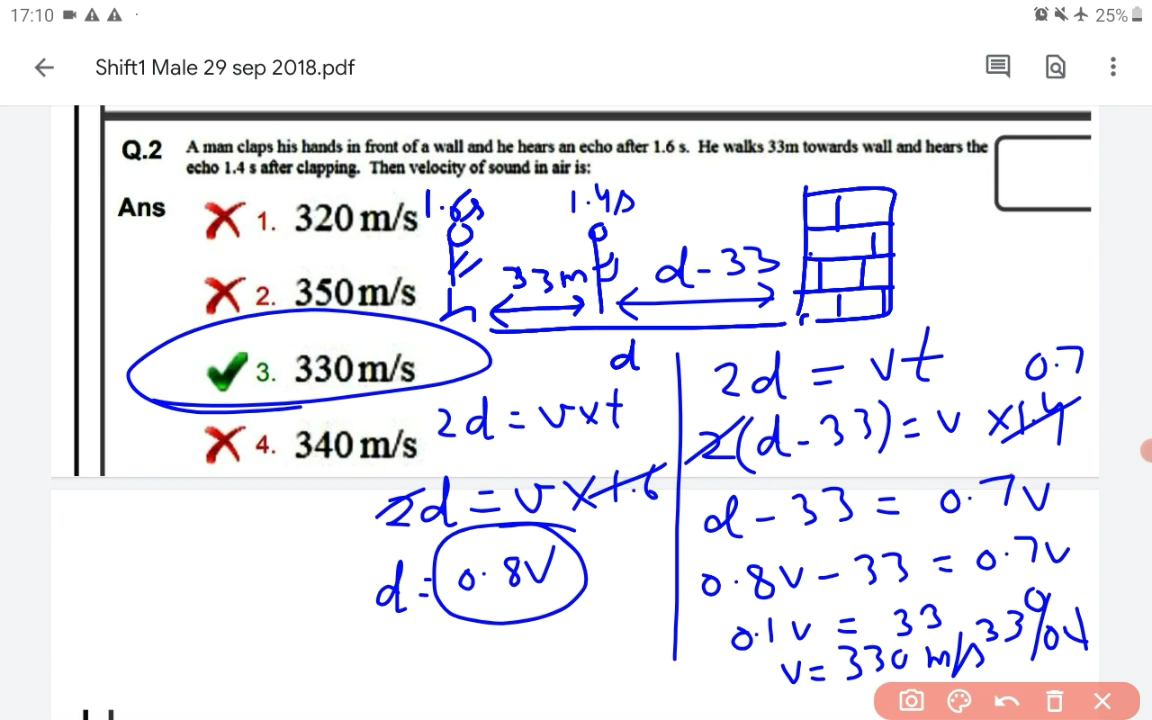 17:10
25%
Shift1 Male 29 sep 2018.pdf
Q.2 A man claps his hands in front of a wall and he hears an echo after 1.6 s. He walks 33m towards wall and hears the
echo 1.4 s after clapping. Then velocity of sound in air is:
Ans
1. 320 m/s
2. 350 m/s
3. 330 m/s
4. 340 m/s
1.6s
1.4s
33m
d-33
d
2d = v×t
2d = v×1.6
d = 0.8v
2d = vt
0.7
2(d-33) = v ×1.4
d-33 = 0.7v
0.8v-33 = 0.7v
0.1v = 33
v= 330 m/s